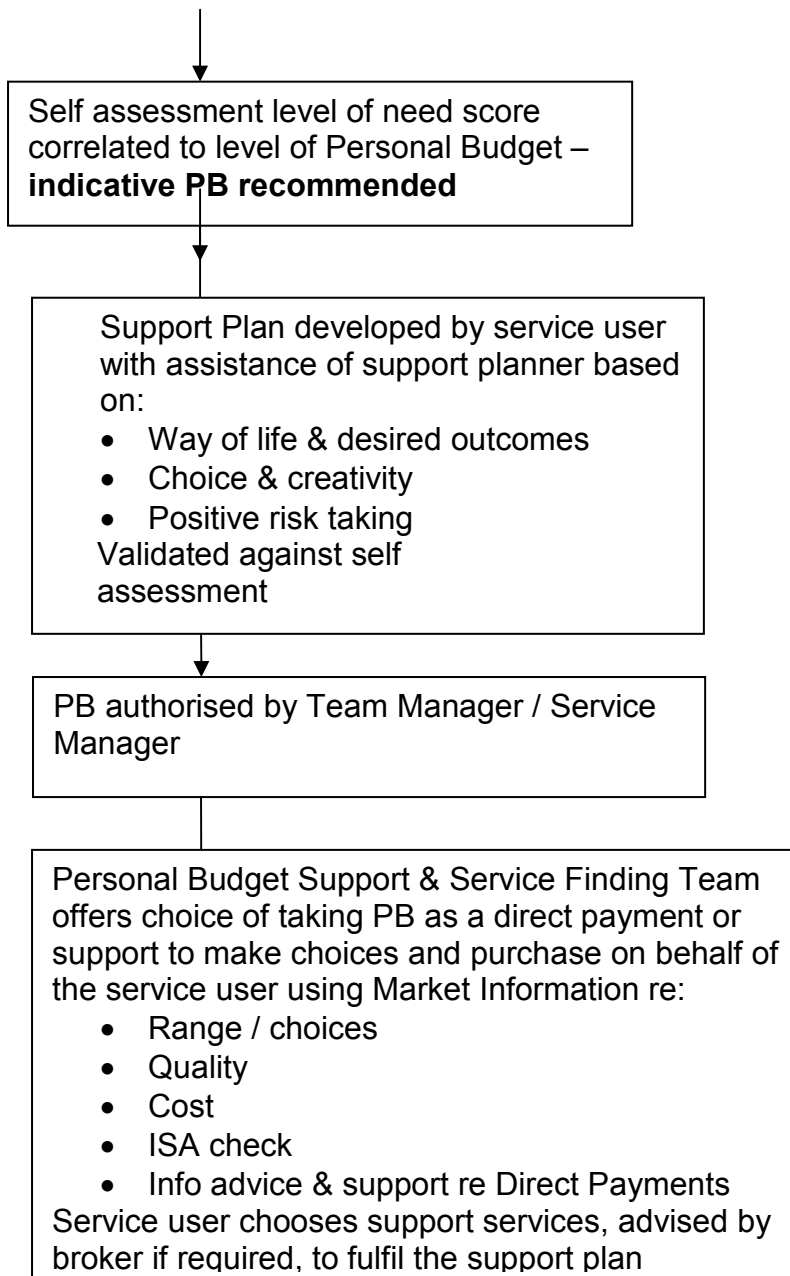 Self assessment level of need score
correlated to level of Personal Budget –
indicative PB recommended
Support Plan developed by service user
with assistance of support planner based
on:
• Way of life & desired outcomes
• Choice & creativity
• Positive risk taking
Validated against self
assessment
PB authorised by Team Manager / Service
Manager
Personal Budget Support & Service Finding Team
offers choice of taking PB as a direct payment or
support to make choices and purchase on behalf of
the service user using Market Information re:
• Range / choices
• Quality
• Cost
• ISA check
• Info advice & support re Direct Payments
Service user chooses support services, advised by
broker if required, to fulfil the support plan